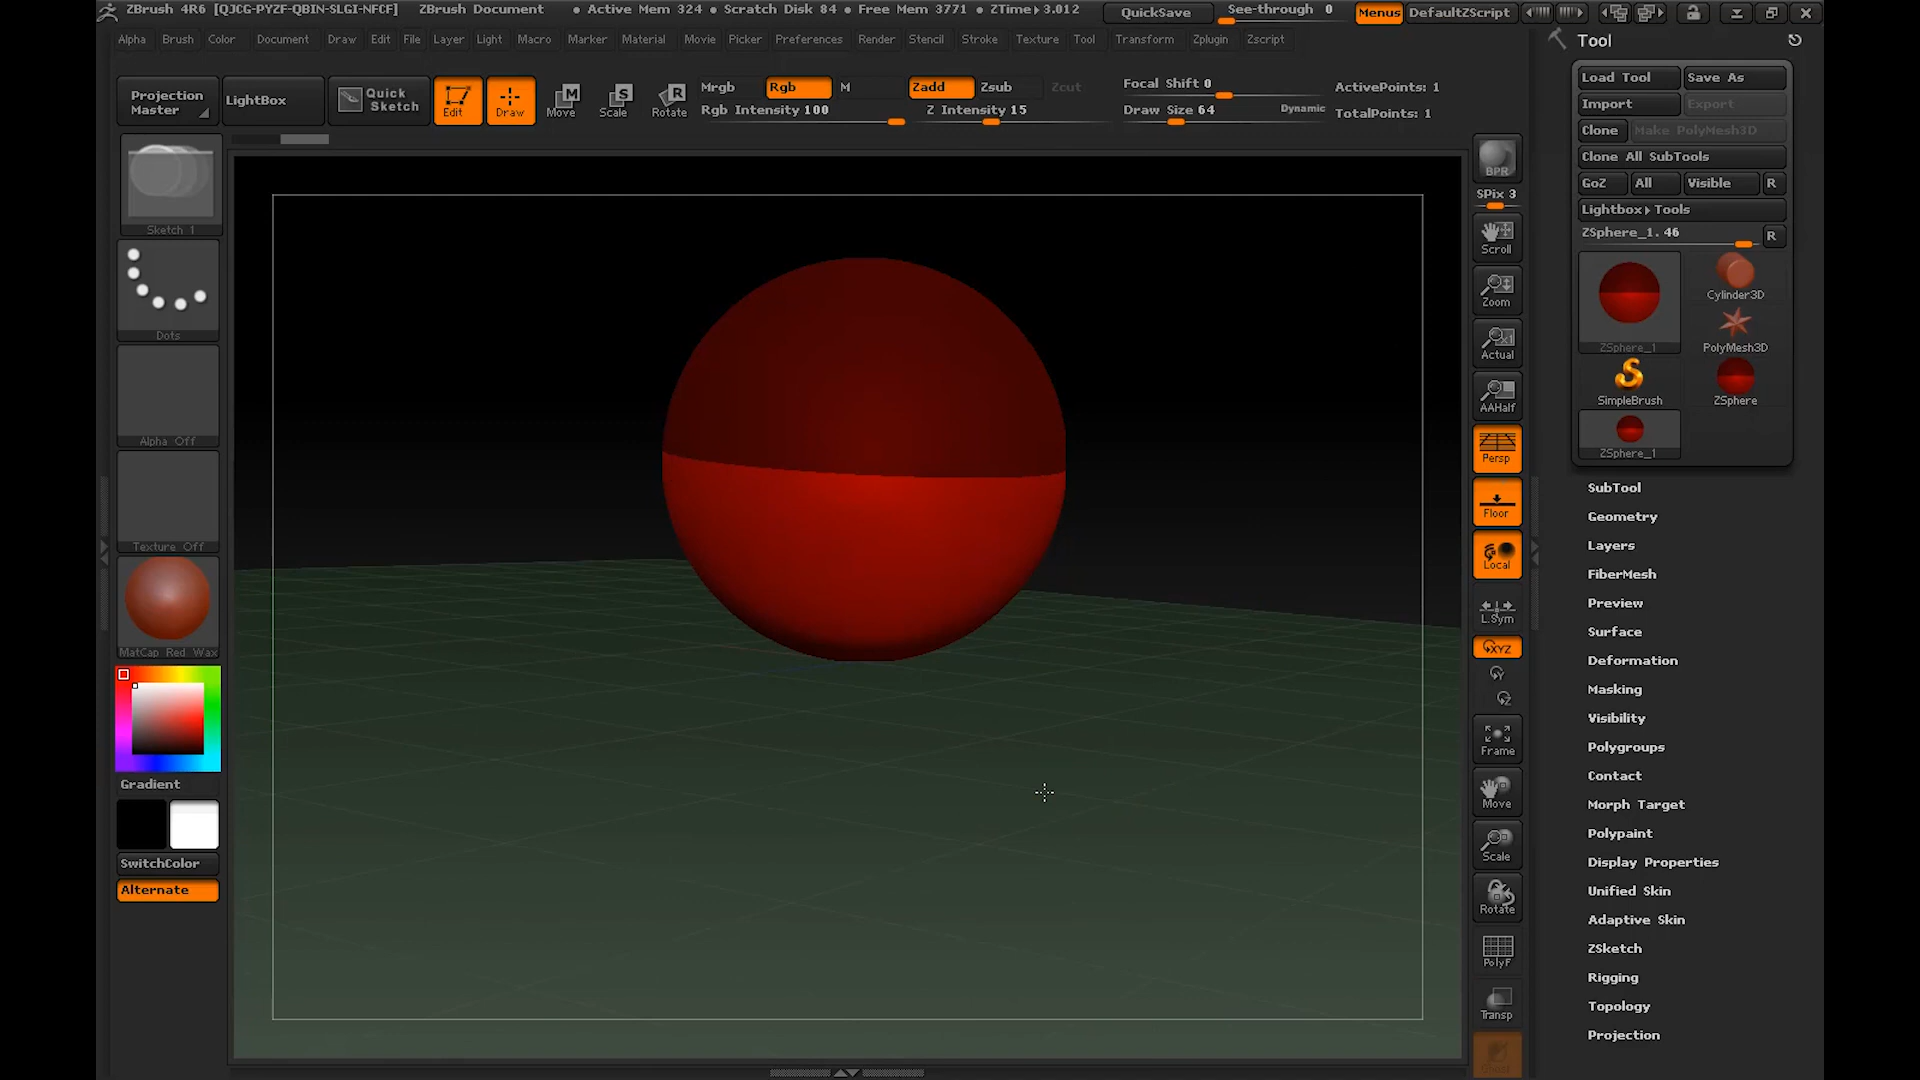 ZBrush 4R6 [QJCG-PYZF-QBIN-SLGI-NFCF] ZBrush Document • Active Mem 324 • Scratch Disk 84 • Free Mem 3771 • ZTime▸3.012 QuickSave See-through 0 Menus DefaultZScript
Alpha Brush Color Document Draw Edit File Layer Light Macro Marker Material Movie Picker Preferences Render Stencil Stroke Texture Tool Transform Zplugin Zscript
Tool
Projection Master
LightBox
Quick Sketch
Edit
Draw
Move
Scale
Rotate
Mrgb Rgb M
Rgb Intensity 100
Zadd Zsub Zcut
Z Intensity 15
Focal Shift 0
Draw Size 64 Dynamic
ActivePoints: 1
TotalPoints: 1
Sketch 1
Dots
Alpha Off
Texture Off
MatCap Red Wax
Gradient
SwitchColor
Alternate
BPR
SPix 3
Scroll
Zoom
Actual
AAHalf
Persp
Floor
Local
L.Sym
XYZ
Frame
Move
Scale
Rotate
PolyF
Transp
Load Tool Save As
Import Export
Clone Make PolyMesh3D
Clone All SubTools
GoZ All Visible R
Lightbox▸Tools
ZSphere_1. 46 R
ZSphere_1
Cylinder3D
PolyMesh3D
SimpleBrush
ZSphere
ZSphere_1
SubTool
Geometry
Layers
FiberMesh
Preview
Surface
Deformation
Masking
Visibility
Polygroups
Contact
Morph Target
Polypaint
Display Properties
Unified Skin
Adaptive Skin
ZSketch
Rigging
Topology
Projection